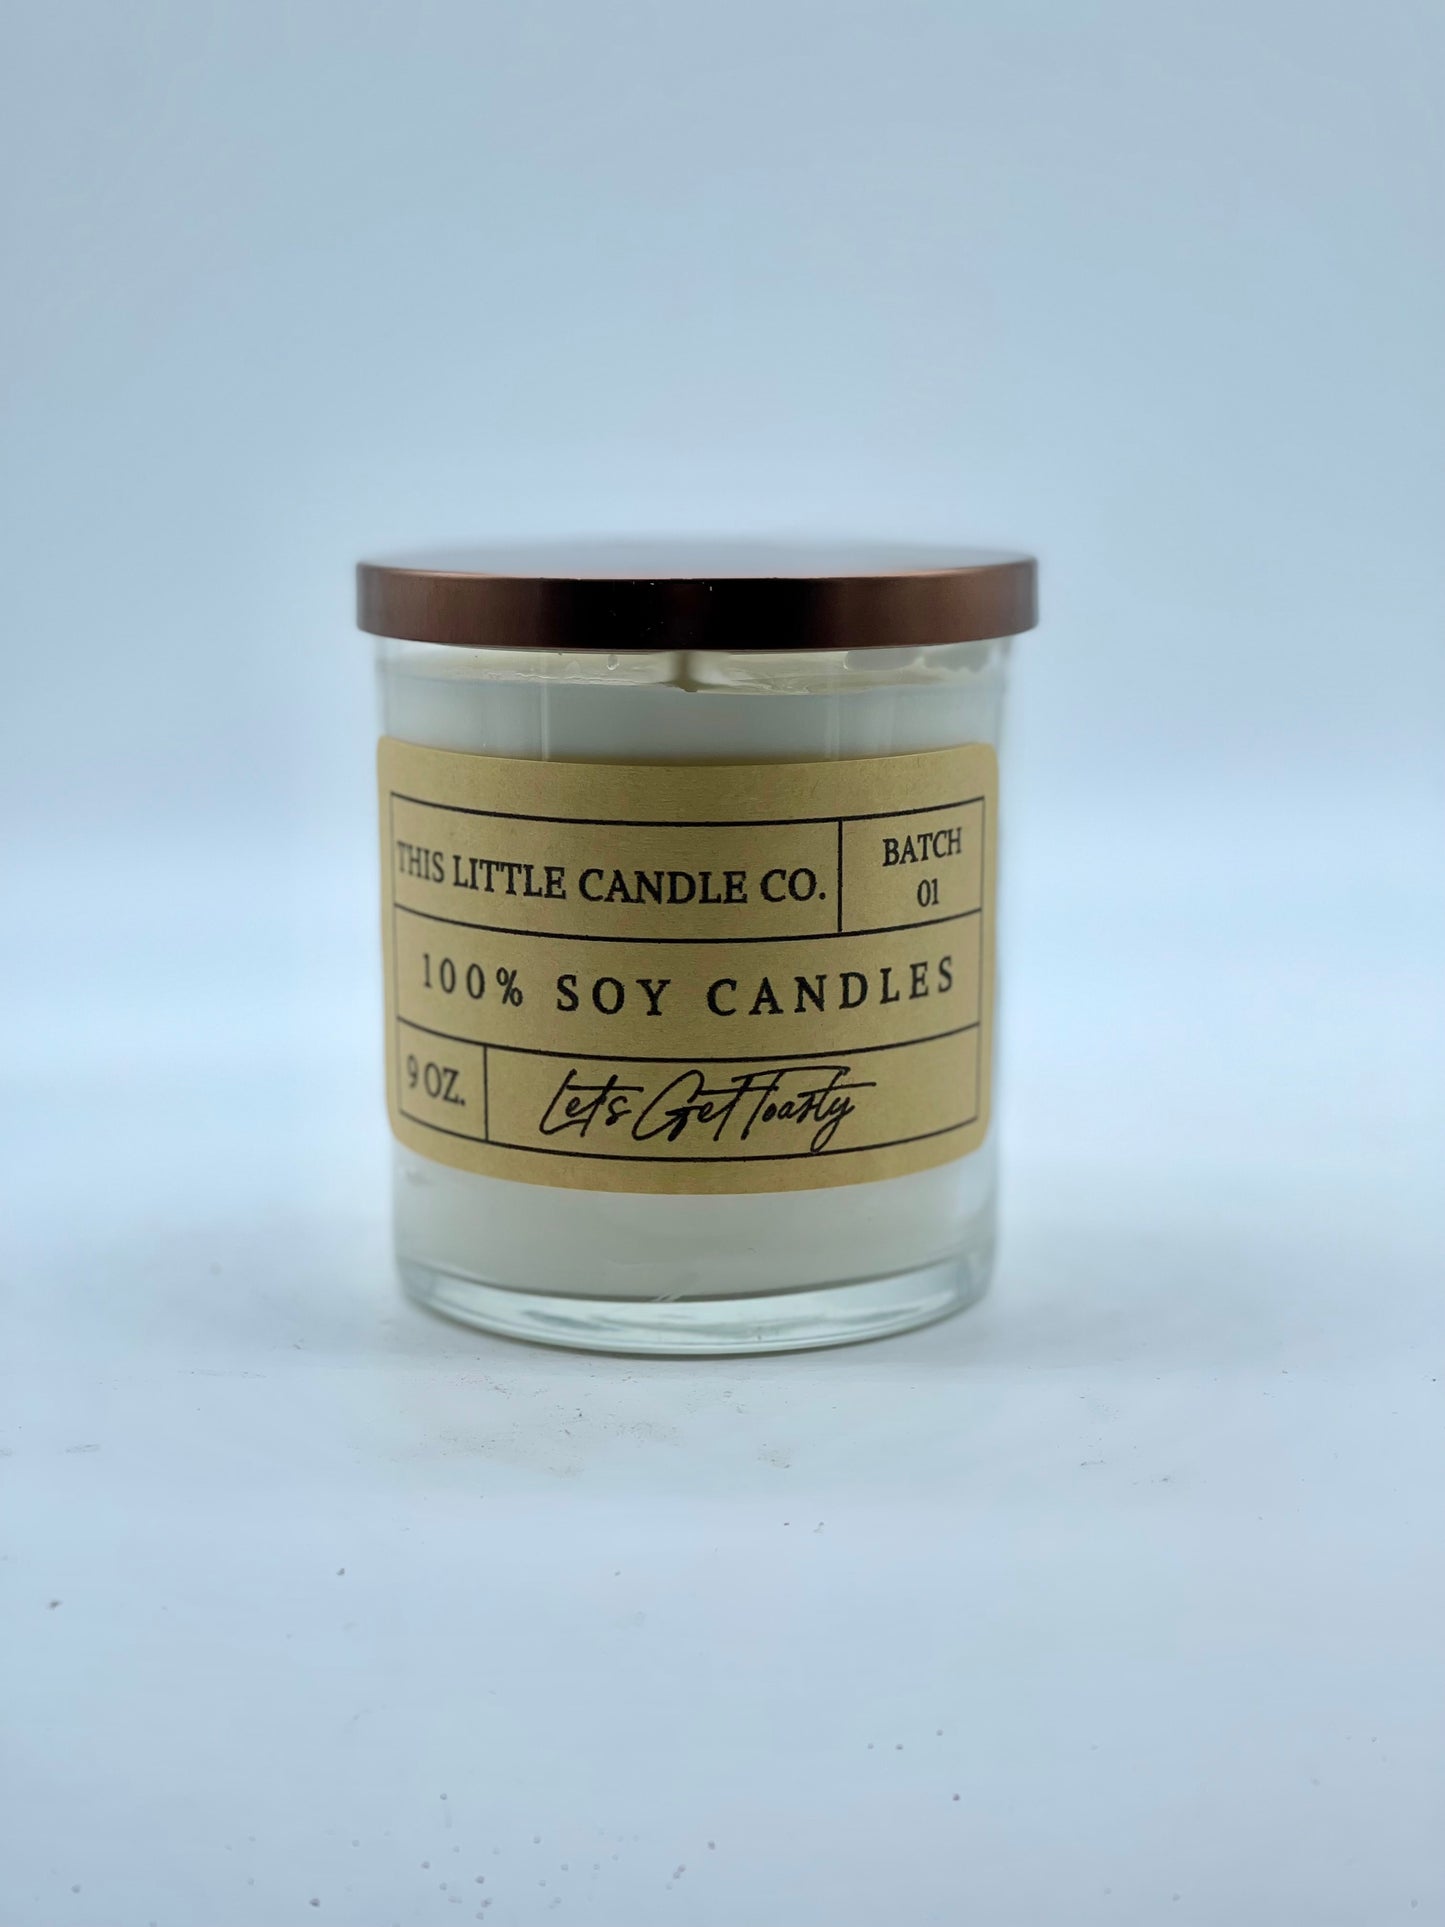 THIS LITTLE CANDLE CO.
BATCH
01
100% SOY CANDLES
9 OZ.
Let's Get Toasty